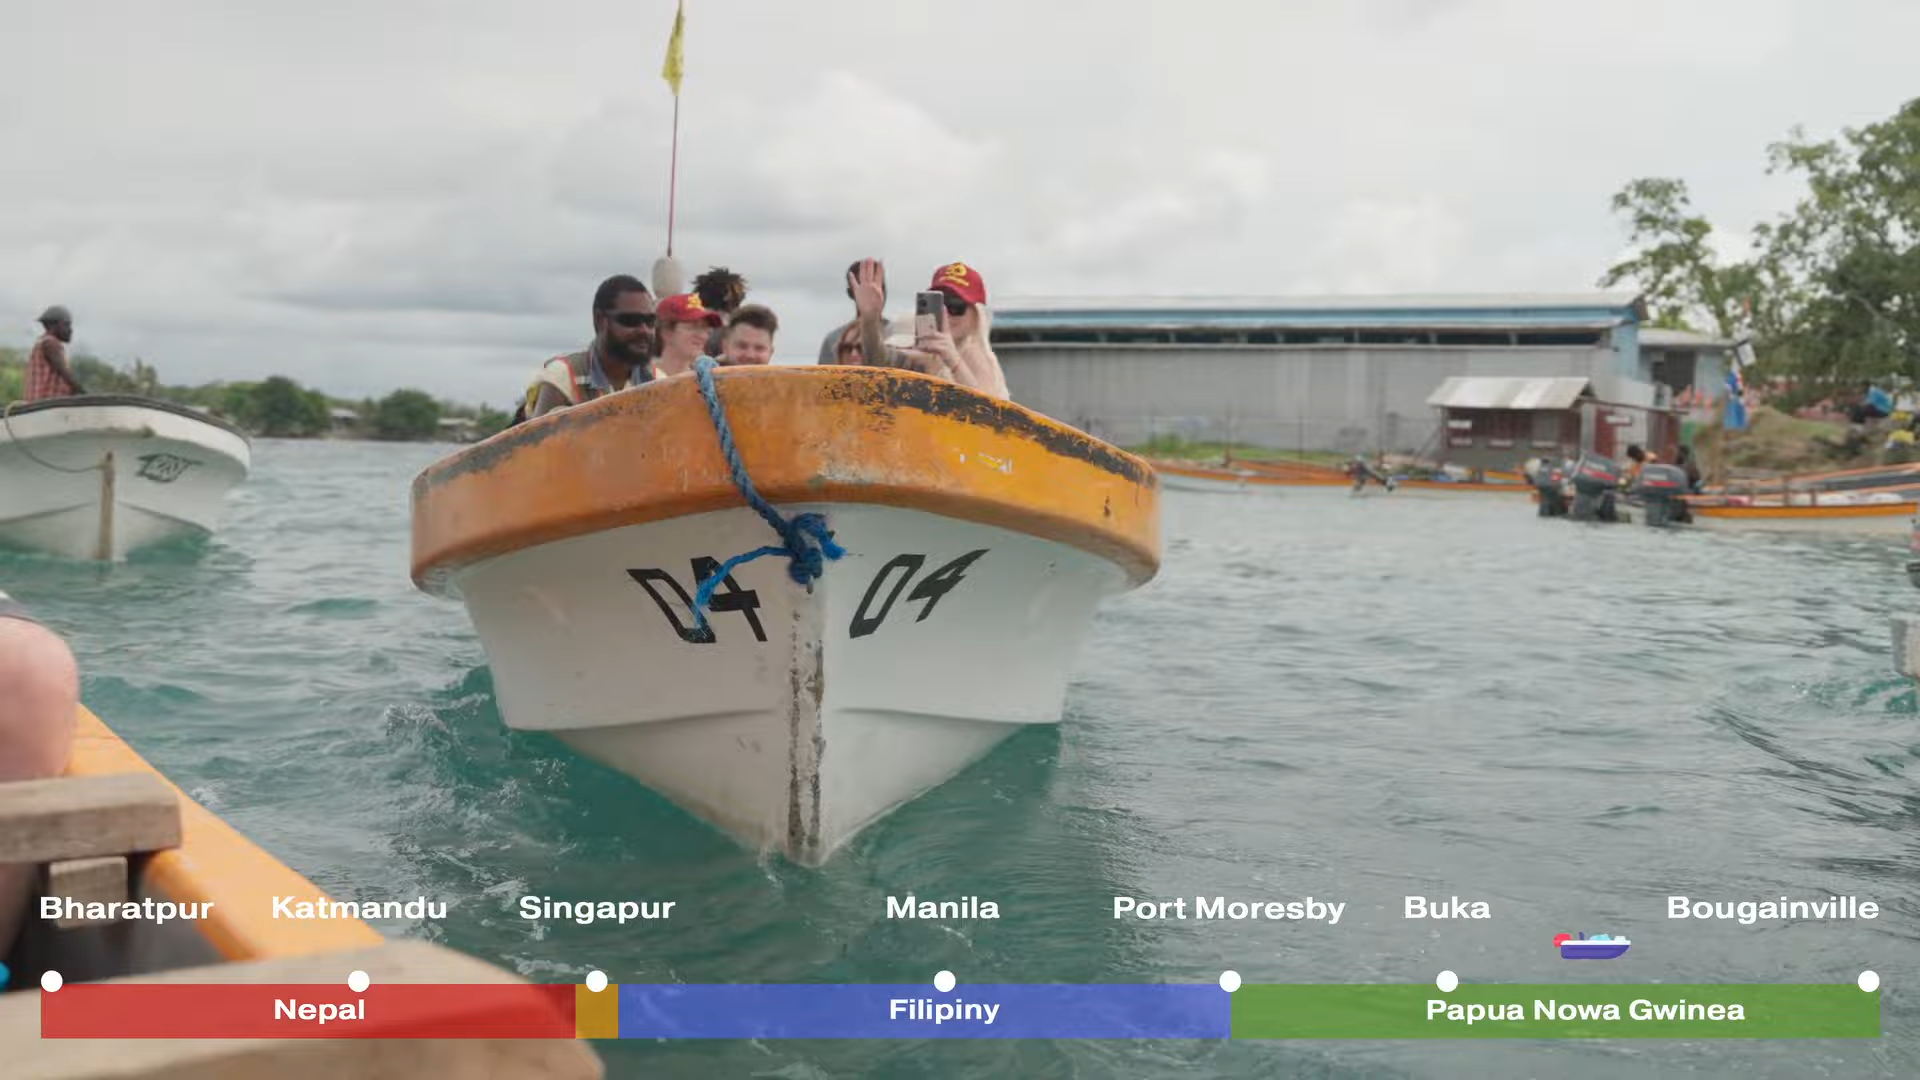 04 04
Bharatpur Katmandu Singapur Manila Port Moresby Buka Bougainville
Nepal Filipiny Papua Nowa Gwinea